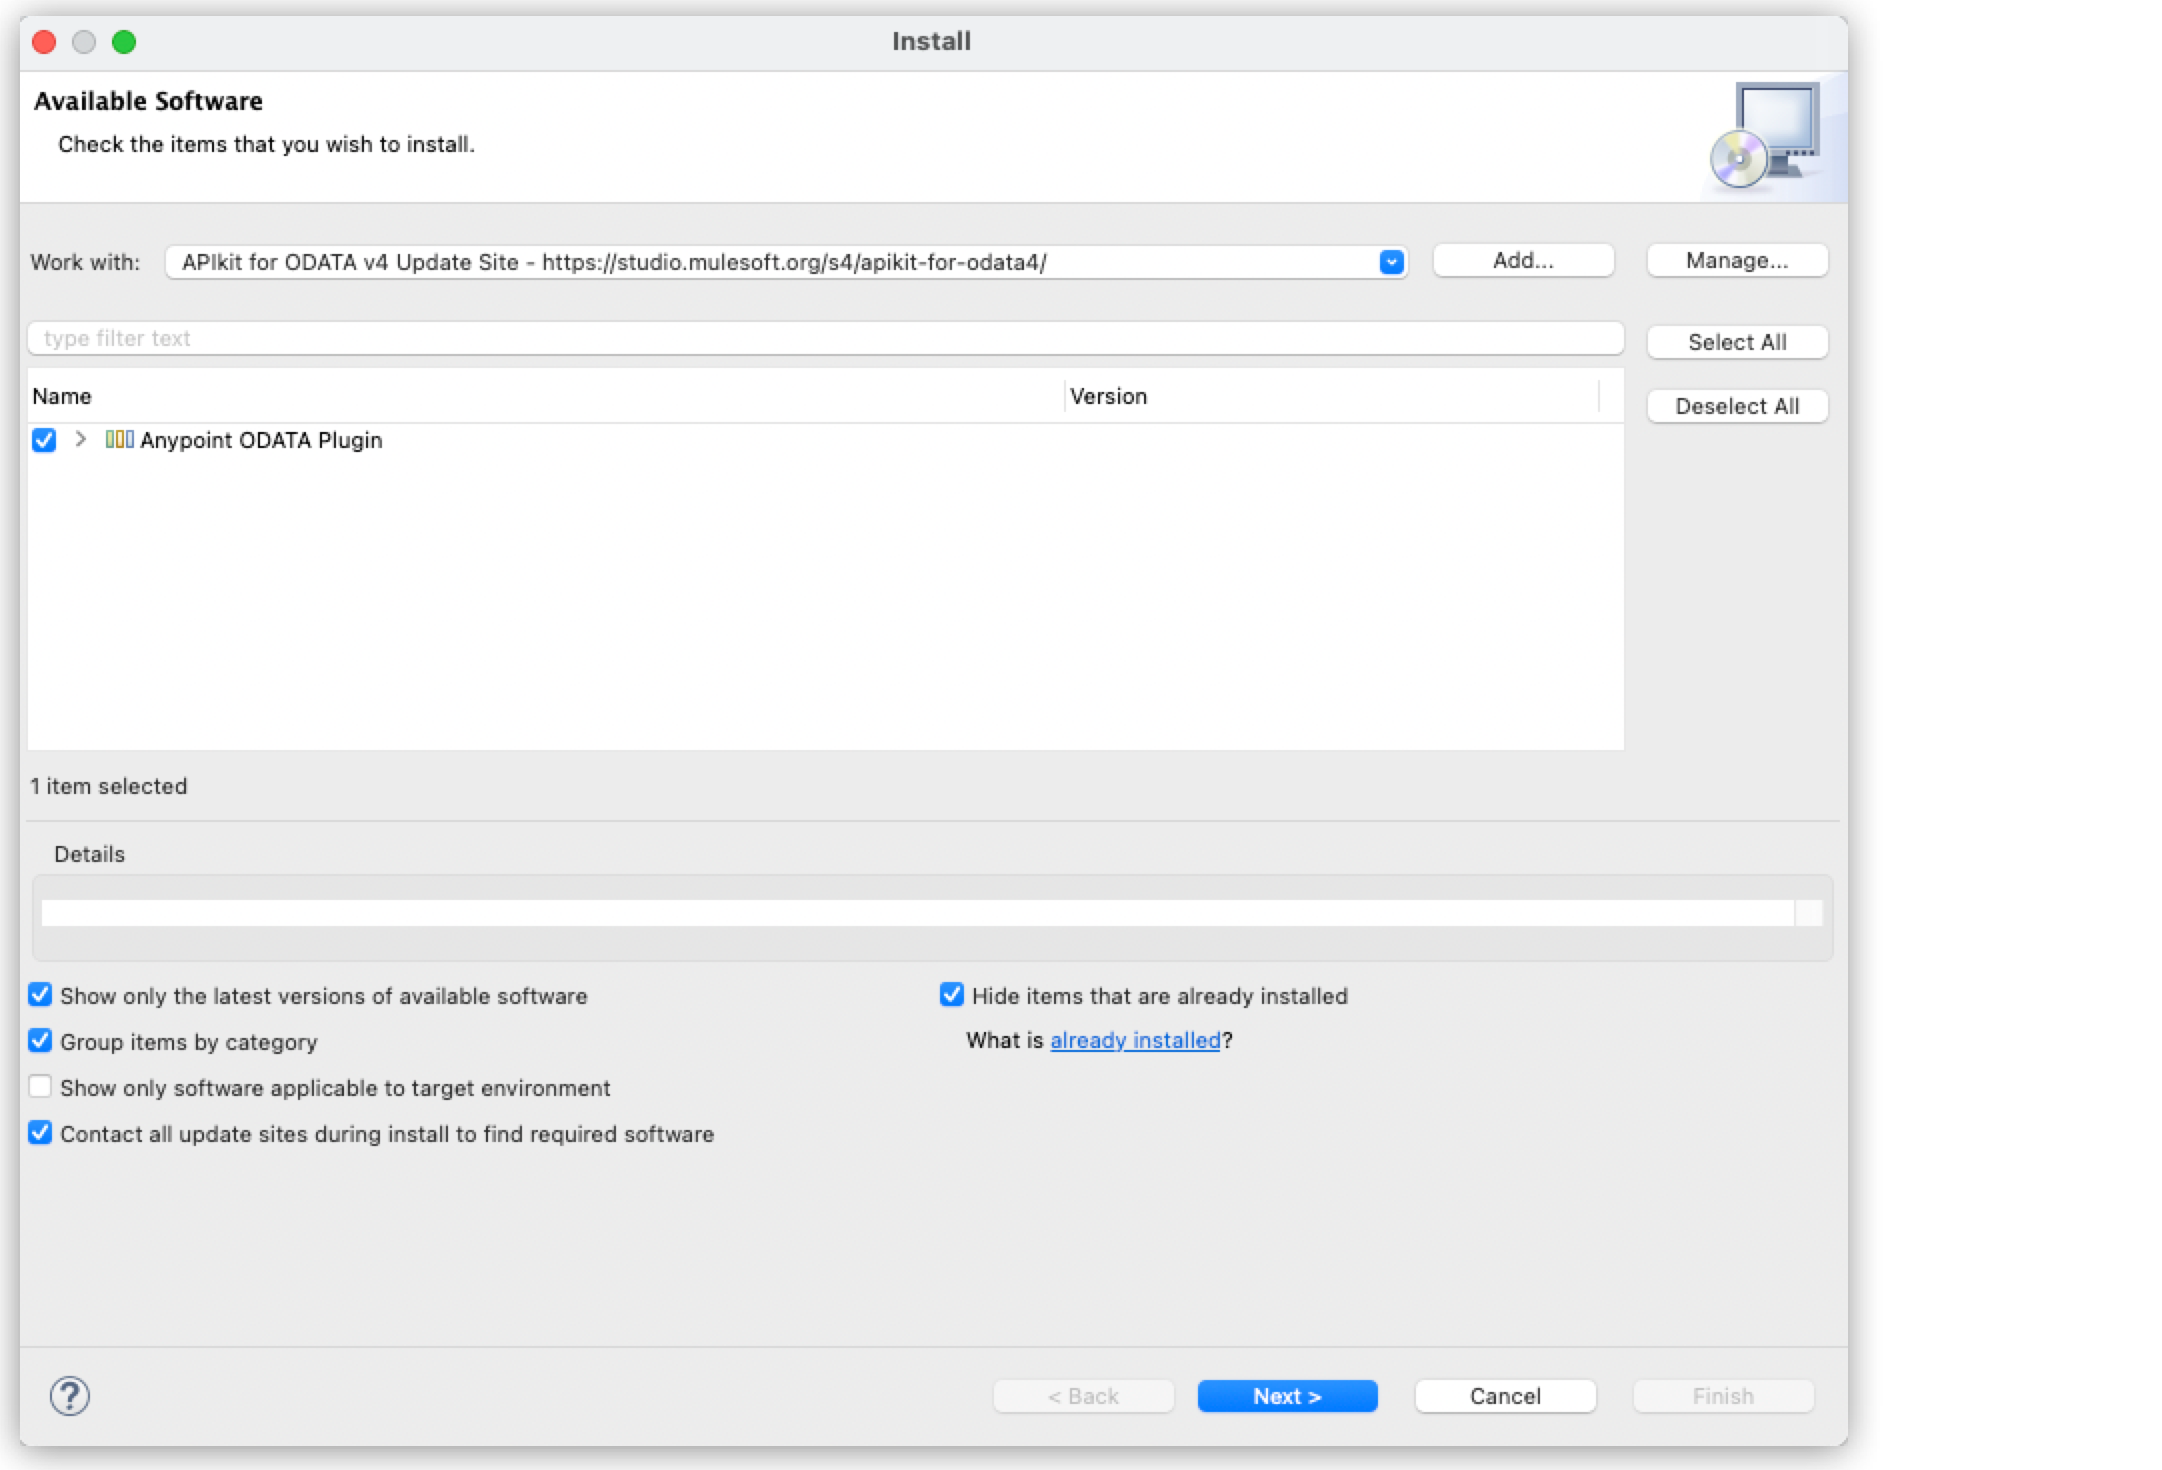 Install
Available Software
Check the items that you wish to install.
Work with: APIkit for ODATA v4 Update Site - https://studio.mulesoft.org/s4/apikit-for-odata4/ Add... Manage...
type filter text
Select All
Name Version
Deselect All
Anypoint ODATA Plugin
1 item selected
Details
Show only the latest versions of available software Hide items that are already installed
Group items by category What is already installed?
Show only software applicable to target environment
Contact all update sites during install to find required software
? < Back Next > Cancel Finish